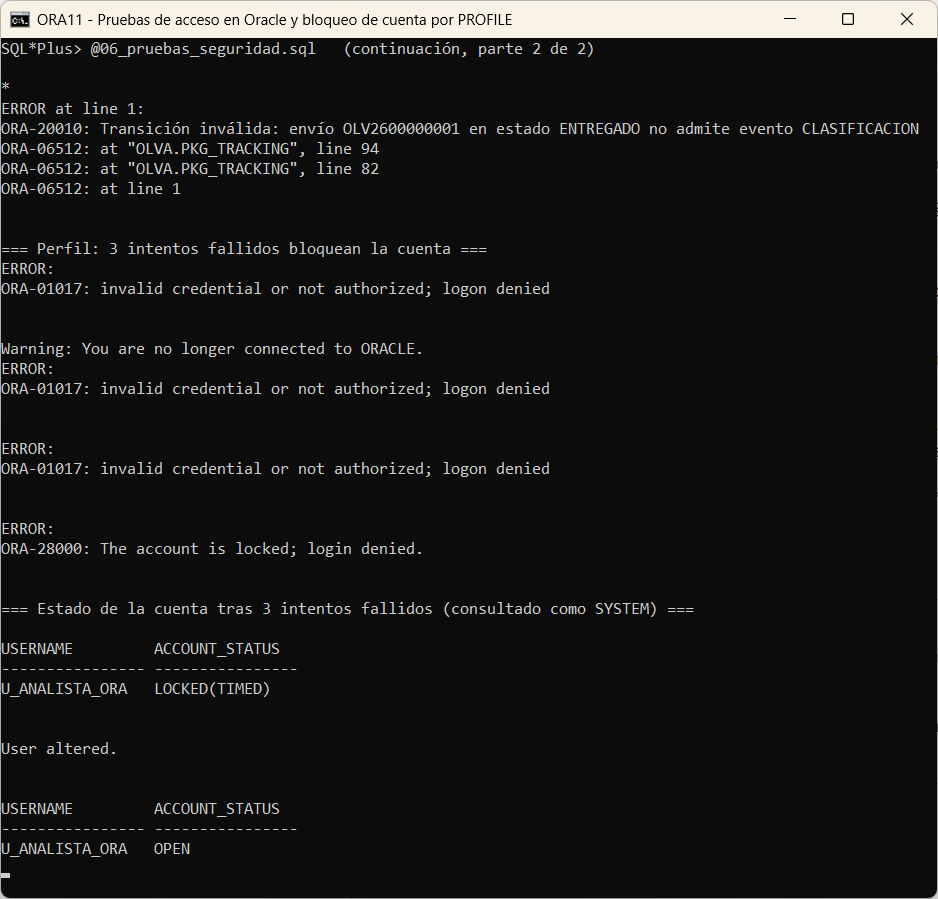 ORA11 - Pruebas de acceso en Oracle y bloqueo de cuenta por PROFILE
SQL*Plus> @06_pruebas_seguridad.sql   (continuación, parte 2 de 2)
*
ERROR at line 1:
ORA-20010: Transición inválida: envío OLV2600000001 en estado ENTREGADO no admite evento CLASIFICACION
ORA-06512: at "OLVA.PKG_TRACKING", line 94
ORA-06512: at "OLVA.PKG_TRACKING", line 82
ORA-06512: at line 1
=== Perfil: 3 intentos fallidos bloquean la cuenta ===
ERROR:
ORA-01017: invalid credential or not authorized; logon denied
Warning: You are no longer connected to ORACLE.
ERROR:
ORA-01017: invalid credential or not authorized; logon denied
ERROR:
ORA-01017: invalid credential or not authorized; logon denied
ERROR:
ORA-28000: The account is locked; login denied.
=== Estado de la cuenta tras 3 intentos fallidos (consultado como SYSTEM) ===
USERNAME         ACCOUNT_STATUS
---------------- ----------------
U_ANALISTA_ORA   LOCKED(TIMED)
User altered.
USERNAME         ACCOUNT_STATUS
---------------- ----------------
U_ANALISTA_ORA   OPEN